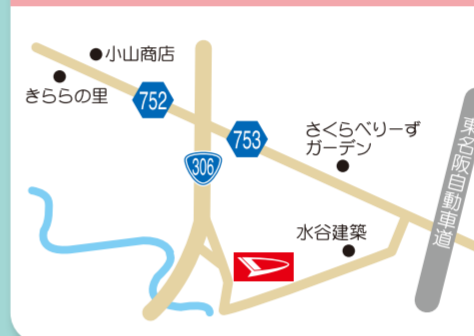 小山商店
きららの里
752
753
さくらべりーず
ガーデン
306
東名阪自動車道
水谷建築